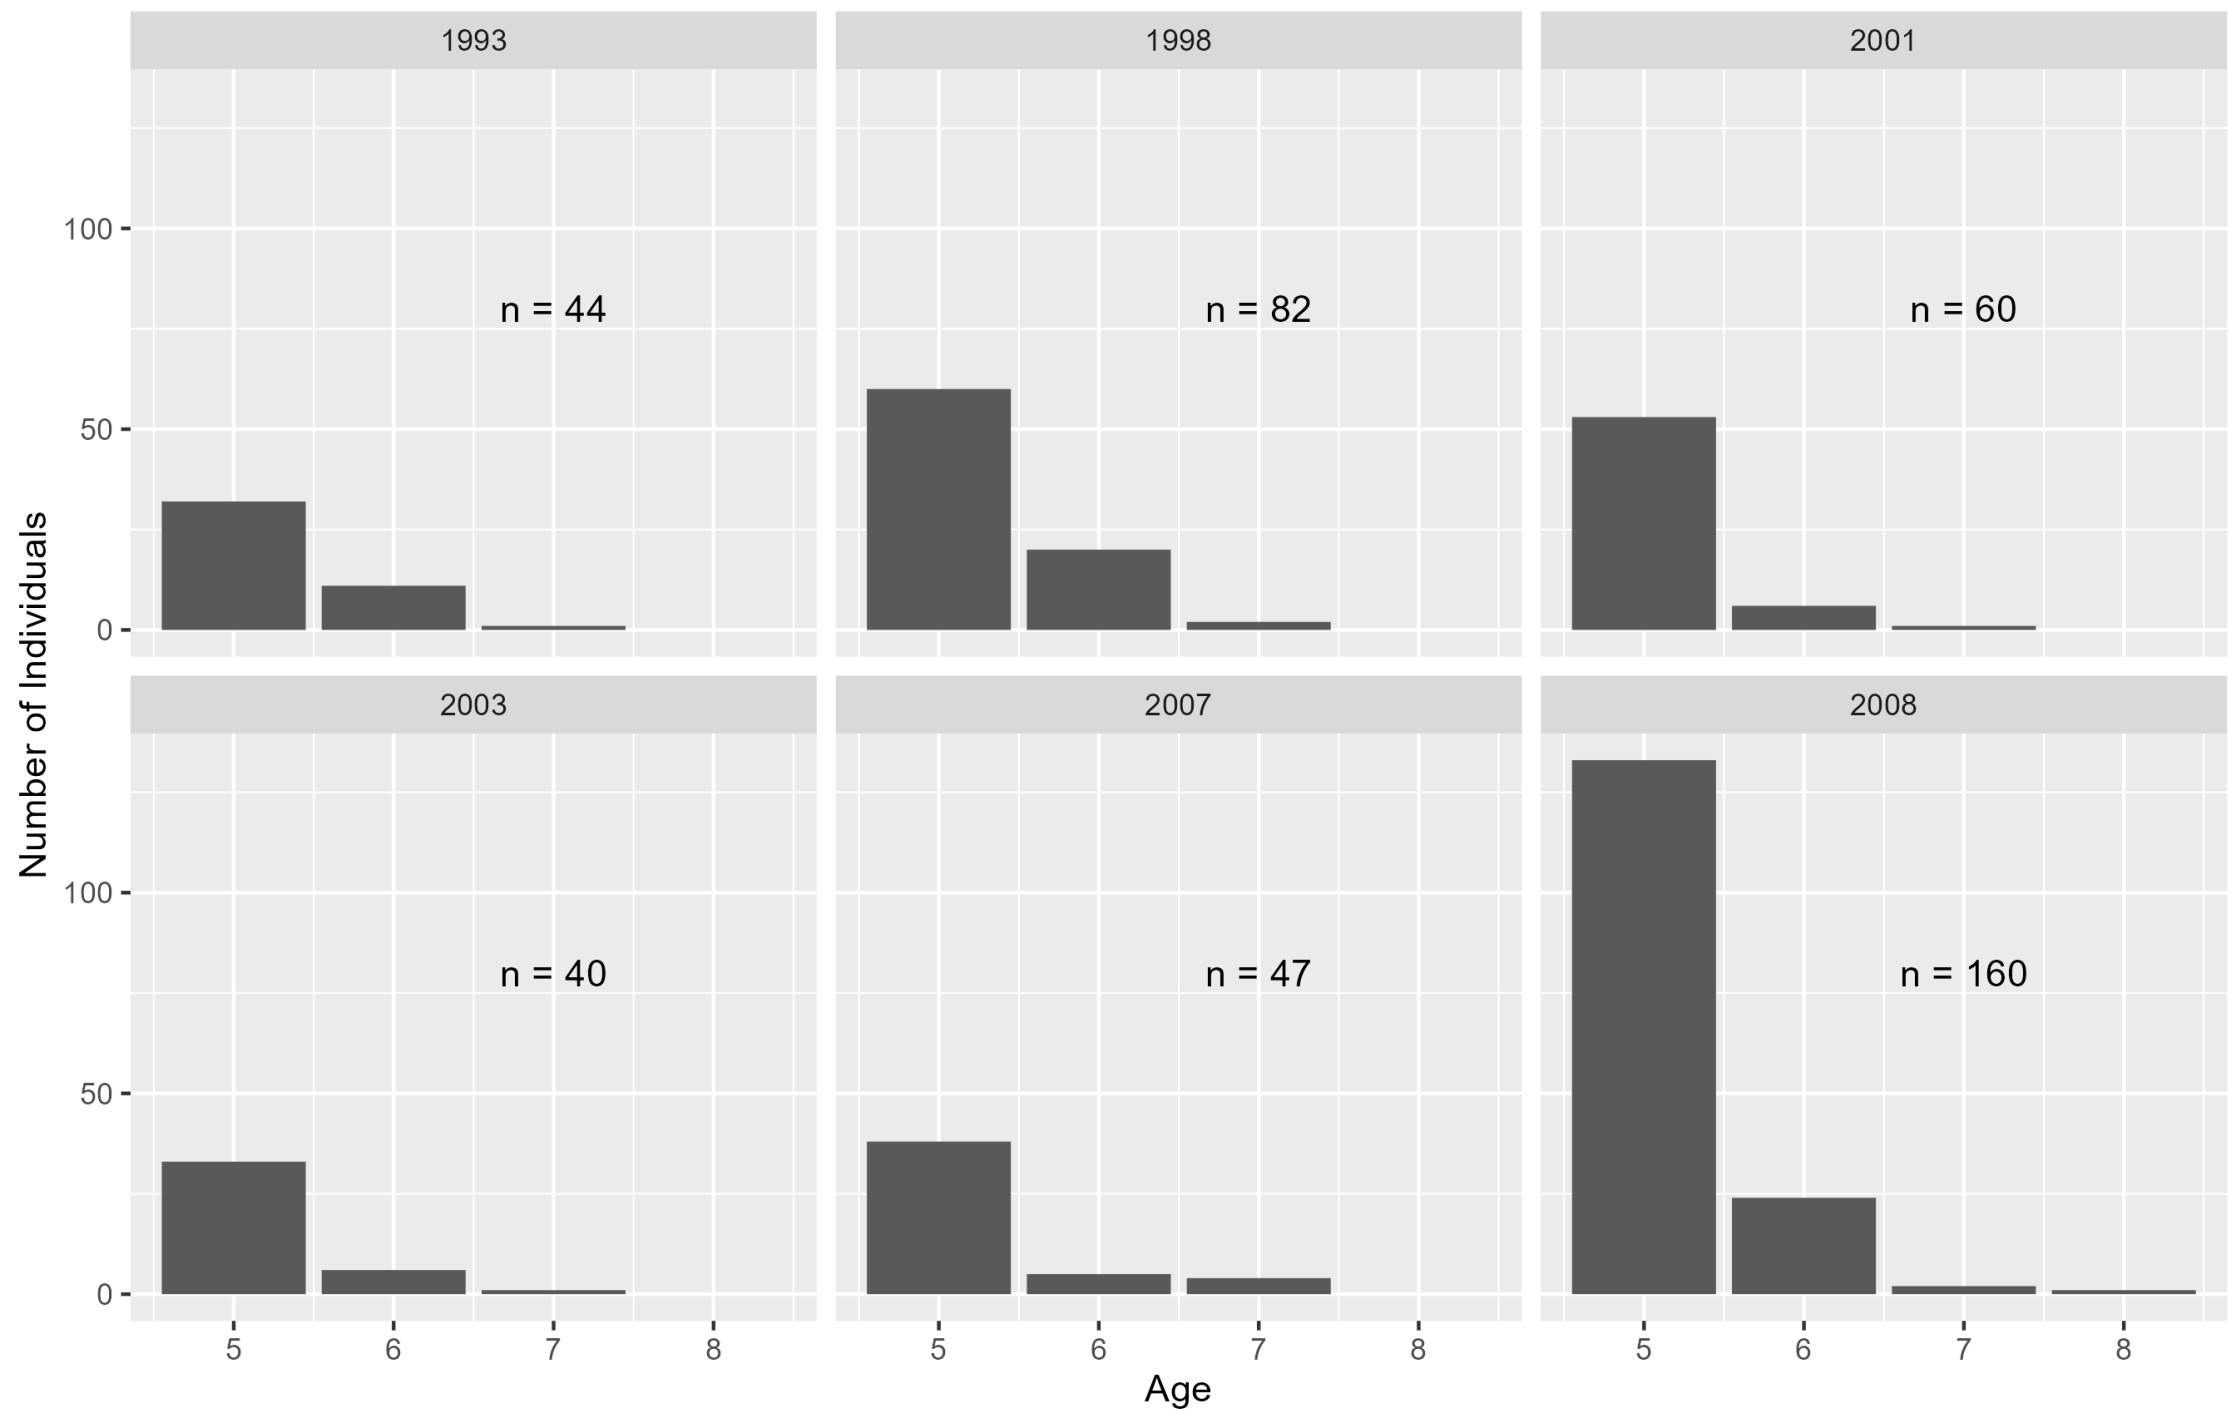 1993 1998 2001
100
n = 44 n = 82 n = 60
50
0
Number of Individuals
2003 2007 2008
100
n = 40 n = 47 n = 160
50
0
5 6 7 8 5 6 7 8 5 6 7 8
Age